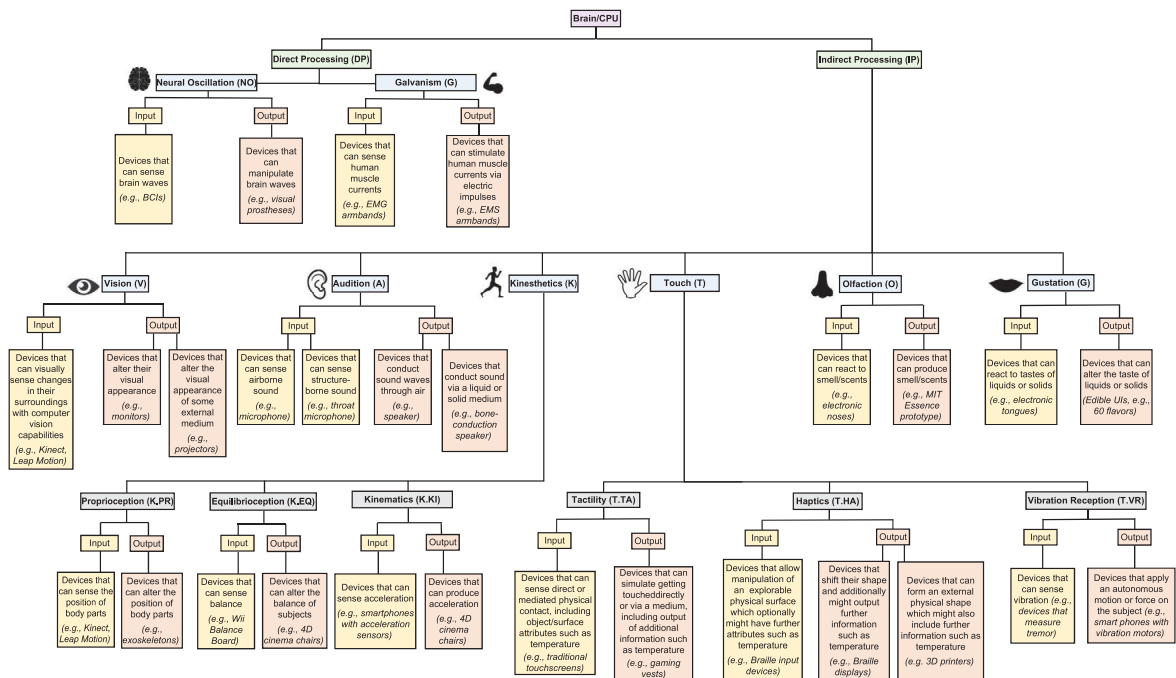 Brain/CPU
Direct Processing (DP)
Indirect Processing (IP)
Neural Oscillation (NO)
Galvanism (G)
Input
Output
Input
Output
Devices that
can sense
brain waves
(e.g., BCIs)
Devices that
can
manipulate
brain waves
(e.g., visual
prostheses)
Devices that
can sense
human
muscle
currents
(e.g., EMG
armbands)
Devices that
can stimulate
human muscle
currents via
electric
impulses
(e.g., EMS
armbands)
Vision (V)
Audition (A)
Kinesthetics (K)
Touch (T)
Olfaction (O)
Gustation (G)
Input
Output
Input
Output
Input
Output
Input
Output
Devices that
can visually
sense changes
in their
surroundings
with computer
vision
capabilities
(e.g., Kinect,
Leap Motion)
Devices that
alter their
visual
appearance
(e.g.,
monitors)
Devices that
alter the
visual
appearance
of some
external
medium
(e.g.,
projectors)
Devices that
can sense
airborne
sound
(e.g.,
microphone)
Devices that
can sense
structure-
borne sound
(e.g., throat
microphone)
Devices that
conduct
sound waves
through air
(e.g.,
speaker)
Devices that
conduct sound
via a liquid or
solid medium
(e.g., bone-
conduction
speaker)
Devices that
can react to
smell/scents
(e.g.,
electronic
noses)
Devices that
can produce
smell/scents
(e.g., MIT
Essence
prototype)
Devices that can
react to tastes of
liquids or solids
(e.g., electronic
tongues)
Devices that can
alter the taste of
liquids or solids
(Edible UIs, e.g.,
60 flavors)
Proprioception (K.PR)
Equilibrioception (K.EQ)
Kinematics (K.KI)
Tactility (T.TA)
Haptics (T.HA)
Vibration Reception (T.VR)
Input
Output
Input
Output
Input
Output
Input
Output
Input
Output
Input
Output
Devices that
can sense the
position of
body parts
(e.g., Kinect,
Leap Motion)
Devices that
can alter the
position of
body parts
(e.g.,
exoskeletons)
Devices that
can sense
balance
(e.g., Wii
Balance
Board)
Devices that
can alter the
balance of
subjects
(e.g., 4D
cinema chairs)
Devices that can
sense acceleration
(e.g., smartphones
with acceleration
sensors)
Devices that
can produce
acceleration
(e.g., 4D
cinema
chairs)
Devices that can
sense direct or
mediated physical
contact, including
object/surface
attributes such as
temperature
(e.g., traditional
touchscreens)
Devices that can
simulate getting
toucheddirectly
or via a medium,
including output
of additional
information such
as temperature
(e.g., gaming
vests)
Devices that allow
manipulation of
an explorable
physical surface
which optionally
might have further
attributes such as
temperature
(e.g., Braille input
devices)
Devices that
shift their shape
and additionally
might output
further
information
such as
temperature
(e.g., Braille
displays)
Devices that can
form an external
physical shape
which might also
include further
information such
as temperature
(e.g. 3D printers)
Devices that can
sense
vibration (e.g.,
devices that
measure
tremor)
Devices that apply
an autonomous
motion or force on
the subject (e.g.,
smart phones with
vibration motors)